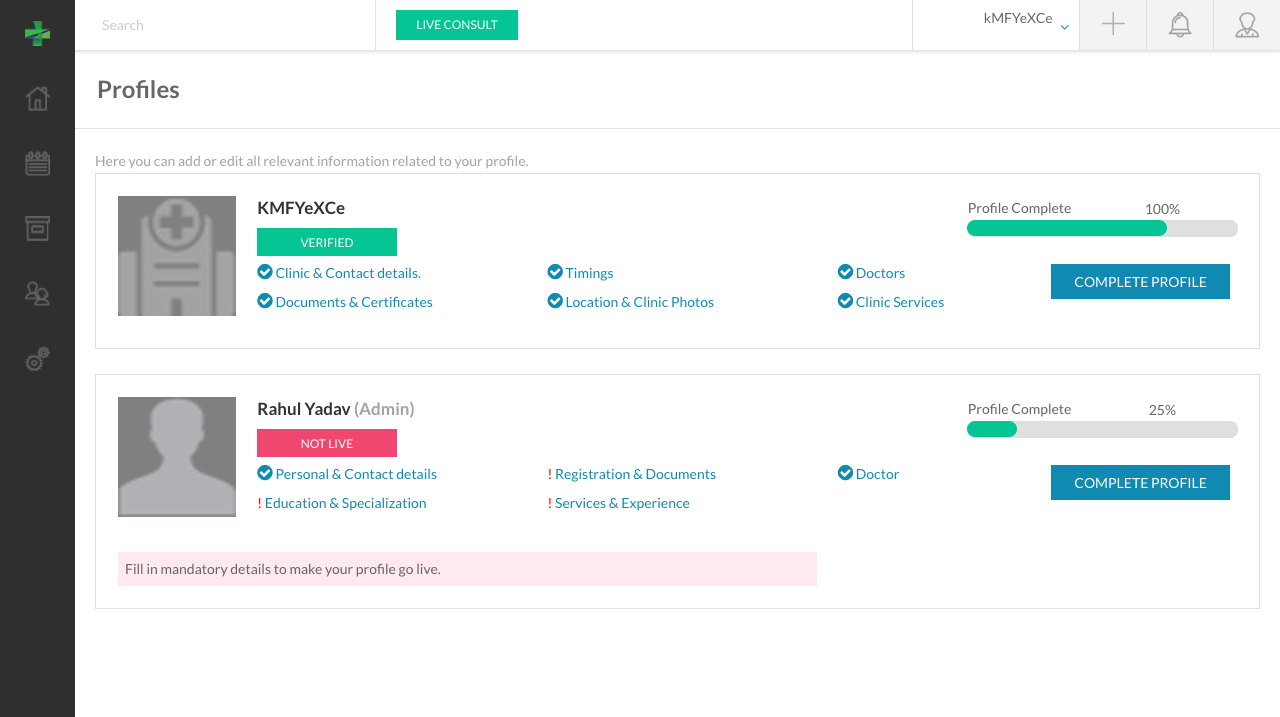 Search
LIVE CONSULT
kMFYeXCe
Profiles
Here you can add or edit all relevant information related to your profile.
KMFYeXCe
Profile Complete 100%
VERIFIED
Clinic & Contact details. Timings Doctors
COMPLETE PROFILE
Documents & Certificates Location & Clinic Photos Clinic Services
Rahul Yadav (Admin)
Profile Complete 25%
NOT LIVE
Personal & Contact details ! Registration & Documents Doctor
COMPLETE PROFILE
! Education & Specialization ! Services & Experience
Fill in mandatory details to make your profile go live.